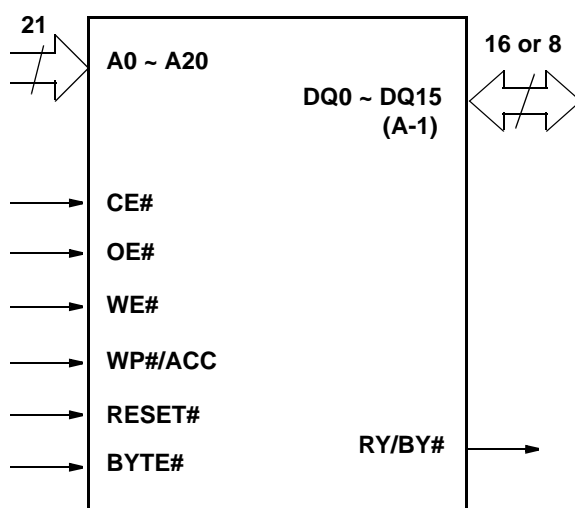 21
16 or 8
A0 ~ A20
DQ0 ~ DQ15
(A-1)
CE#
OE#
WE#
WP#/ACC
RESET#
RY/BY#
BYTE#